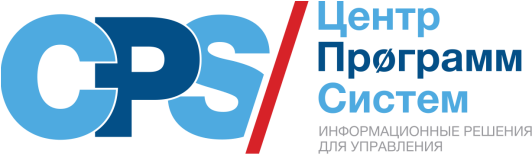 CPS
Центр
Прøграмм
Систем
ИНФОРМАЦИОННЫЕ РЕШЕНИЯ
ДЛЯ УПРАВЛЕНИЯ